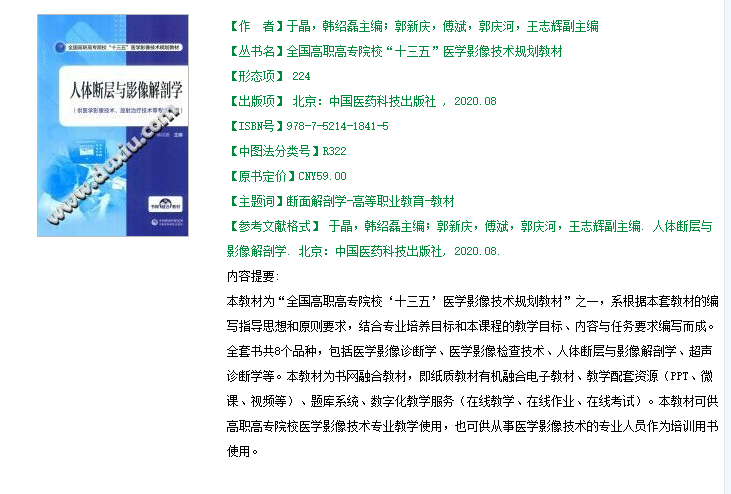 全国高职高专院校“十三五”医学影像技术规划教材
人体断层与影像解剖学
（供医学影像技术、放射治疗技术等专业
主编
www.duxiu.com
中国医药科技出版社
【作　者】于晶，韩绍磊主编；郭新庆，傅斌，郭庆河，王志辉副主编
【丛书名】全国高职高专院校“十三五”医学影像技术规划教材
【形态项】 224
【出版项】 北京：中国医药科技出版社 , 2020.08
【ISBN号】978-7-5214-1841-5
【中图法分类号】R322
【原书定价】CNY59.00
【主题词】断面解剖学-高等职业教育-教材
【参考文献格式】 于晶，韩绍磊主编；郭新庆，傅斌，郭庆河，王志辉副主编. 人体断层与
影像解剖学. 北京：中国医药科技出版社, 2020.08.
内容提要:
本教材为“全国高职高专院校‘十三五’医学影像技术规划教材”之一，系根据本套教材的编
写指导思想和原则要求，结合专业培养目标和本课程的教学目标、内容与任务要求编写而成。
全套书共8个品种，包括医学影像诊断学、医学影像检查技术、人体断层与影像解剖学、超声
诊断学等。本教材为书网融合教材，即纸质教材有机融合电子教材、教学配套资源（PPT、微
课、视频等）、题库系统、数字化教学服务（在线教学、在线作业、在线考试）。本教材可供
高职高专院校医学影像技术专业教学使用，也可供从事医学影像技术的专业人员作为培训用书
使用。